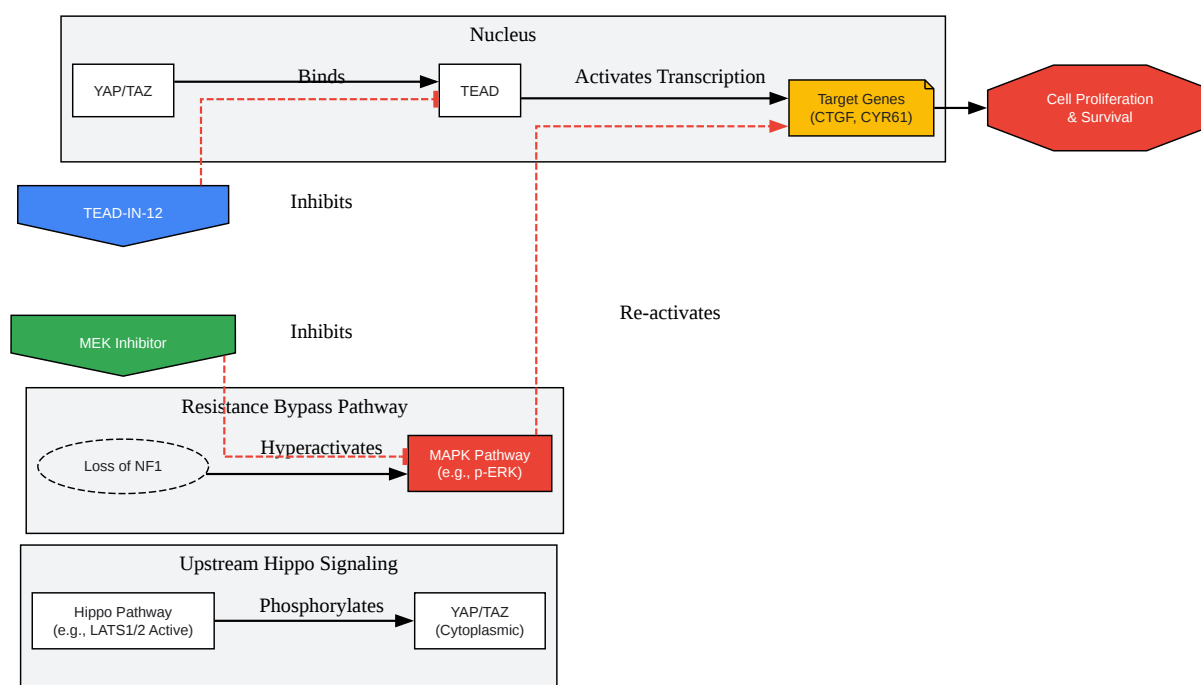 Nucleus
YAP/TAZ
Binds
TEAD
Activates Transcription
Target Genes
(CTGF, CYR61)
Cell Proliferation
& Survival
TEAD-IN-12
Inhibits
Re-activates
MEK Inhibitor
Inhibits
Resistance Bypass Pathway
Loss of NF1
Hyperactivates
MAPK Pathway
(e.g., p-ERK)
Upstream Hippo Signaling
Hippo Pathway
(e.g., LATS1/2 Active)
Phosphorylates
YAP/TAZ
(Cytoplasmic)